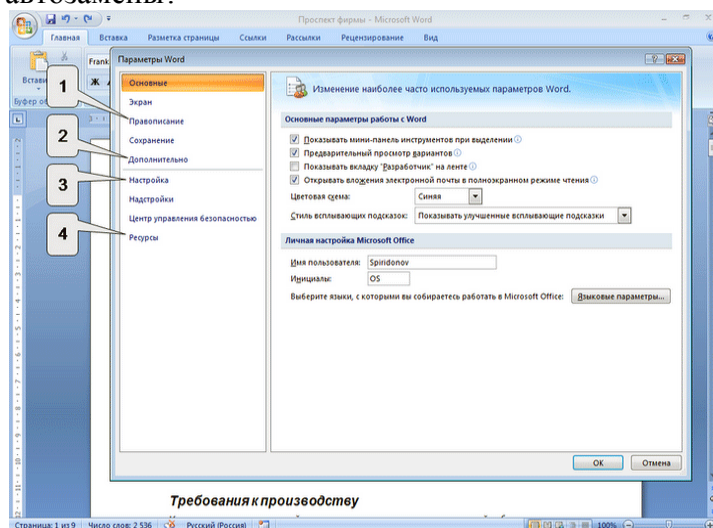 автозамены?
Проспект фирмы - Microsoft Word
Главная Вставка Разметка страницы Ссылки Рассылки Рецензирование Вид
Frank
Ж
1
2
3
4
Параметры Word
Основные
Экран
Правописание
Сохранение
Дополнительно
Настройка
Надстройки
Центр управления безопасностью
Ресурсы
Изменение наиболее часто используемых параметров Word.
Основные параметры работы с Word
Показывать мини-панель инструментов при выделении
Предварительный просмотр вариантов
Показывать вкладку "Разработчик" на ленте
Открывать вложения электронной почты в полноэкранном режиме чтения
Цветовая схема: Синяя
Стиль всплывающих подсказок: Показывать улучшенные всплывающие подсказки
Личная настройка Microsoft Office
Имя пользователя: Spiridonov
Инициалы: OS
Выберите языки, с которыми вы собираетесь работать в Microsoft Office: Языковые параметры...
ОК Отмена
Требования к производству
Страница: 1 из 9 Число слов: 2 536 Русский (Россия) 100%